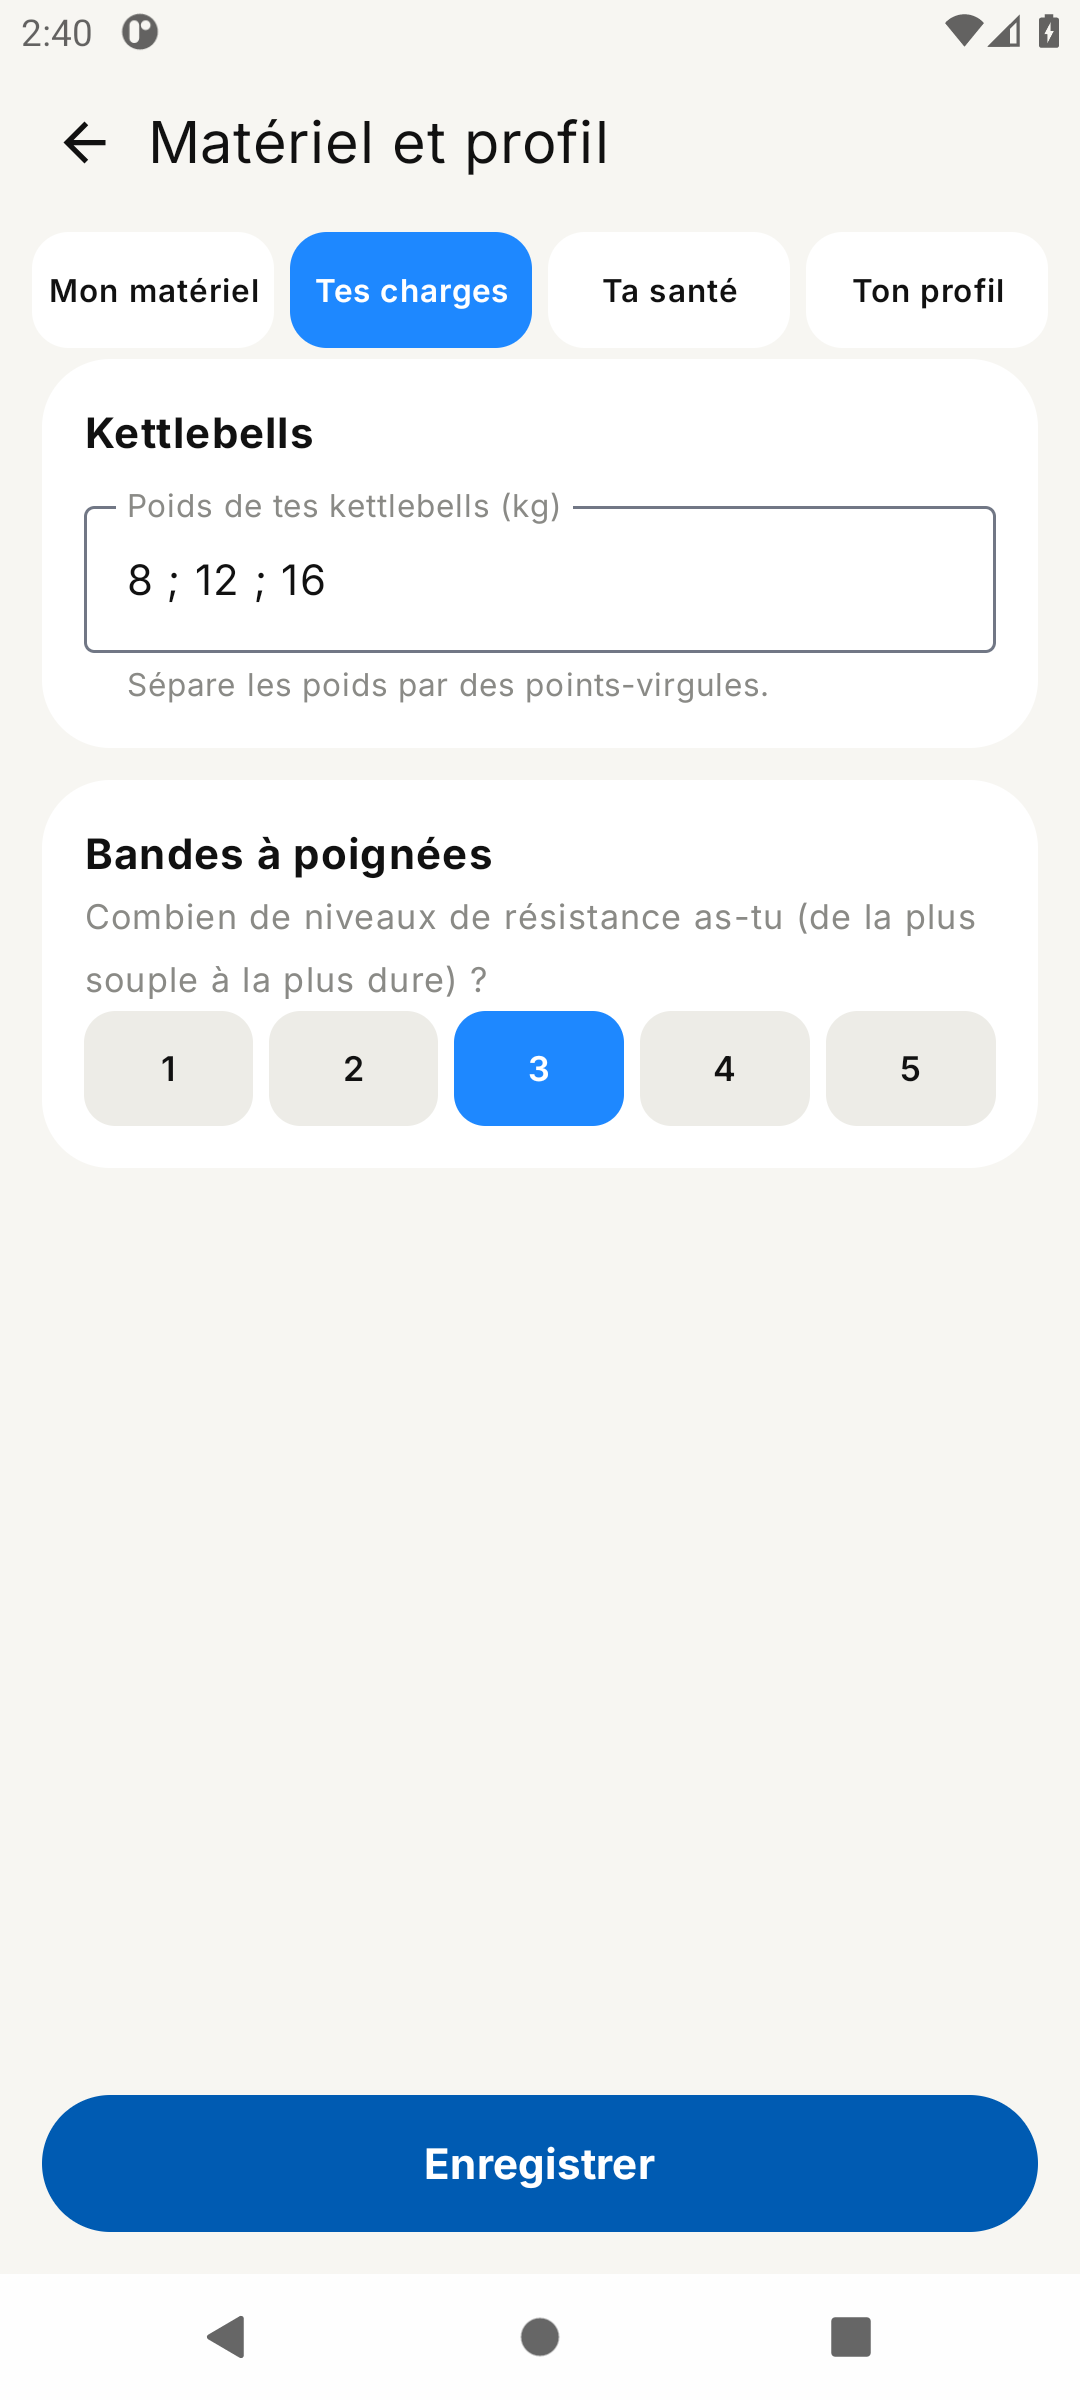 2:40
Matériel et profil
Mon matériel
Tes charges
Ta santé
Ton profil
Kettlebells
Poids de tes kettlebells (kg)
8 ; 12 ; 16
Sépare les poids par des points-virgules.
Bandes à poignées
Combien de niveaux de résistance as-tu (de la plus
souple à la plus dure) ?
1
2
3
4
5
Enregistrer